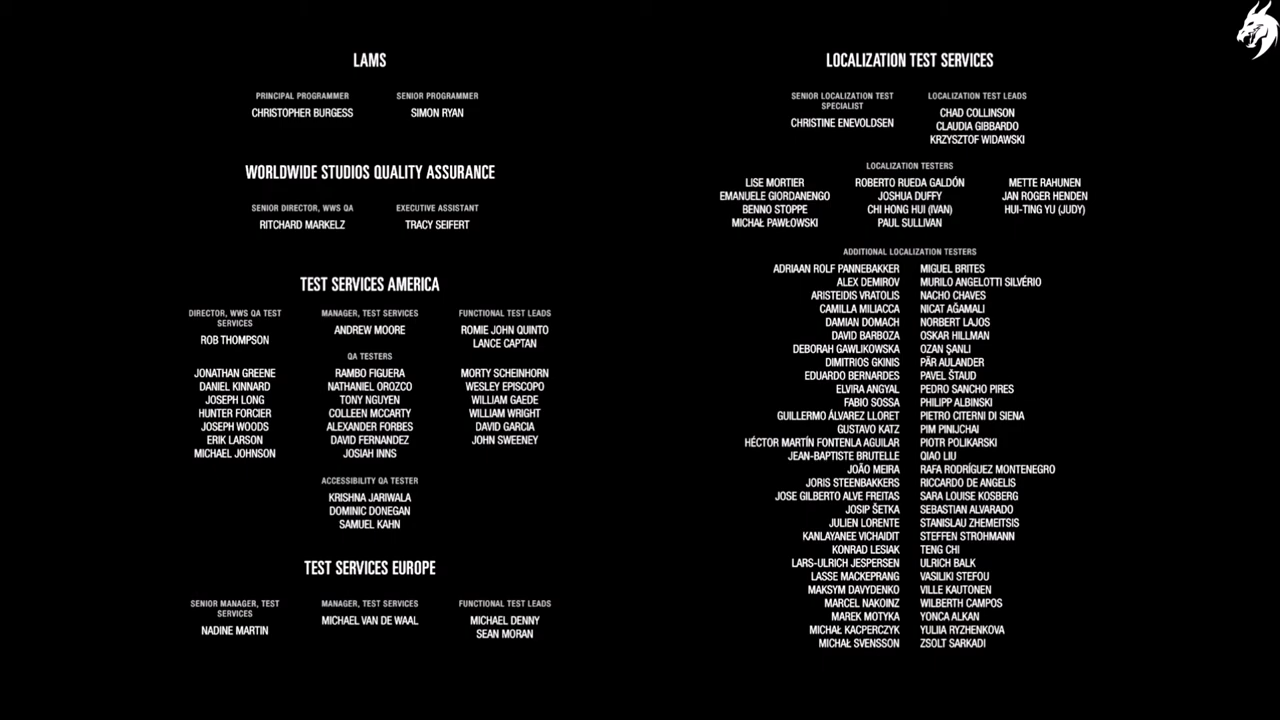 LAMS
PRINCIPAL PROGRAMMER
CHRISTOPHER BURGESS
SENIOR PROGRAMMER
SIMON RYAN
WORLDWIDE STUDIOS QUALITY ASSURANCE
SENIOR DIRECTOR, WWS QA
RITCHARD MARKELZ
EXECUTIVE ASSISTANT
TRACY SEIFERT
TEST SERVICES AMERICA
DIRECTOR, WWS QA TEST
SERVICES
ROB THOMPSON
MANAGER, TEST SERVICES
ANDREW MOORE
FUNCTIONAL TEST LEADS
ROMIE JOHN QUINTO
LANCE CAPTAN
QA TESTERS
JONATHAN GREENE
DANIEL KINNARD
JOSEPH LONG
HUNTER FORCIER
JOSEPH WOODS
ERIK LARSON
MICHAEL JOHNSON
RAMBO FIGUERA
NATHANIEL OROZCO
TONY NGUYEN
COLLEEN MCCARTY
ALEXANDER FORBES
DAVID FERNANDEZ
JOSIAH INNS
MORTY SCHEINHORN
WESLEY EPISCOPO
WILLIAM GAEDE
WILLIAM WRIGHT
DAVID GARCIA
JOHN SWEENEY
ACCESSIBILITY QA TESTER
KRISHNA JARIWALA
DOMINIC DONEGAN
SAMUEL KAHN
TEST SERVICES EUROPE
SENIOR MANAGER, TEST
SERVICES
NADINE MARTIN
MANAGER, TEST SERVICES
MICHAEL VAN DE WAAL
FUNCTIONAL TEST LEADS
MICHAEL DENNY
SEAN MORAN
LOCALIZATION TEST SERVICES
SENIOR LOCALIZATION TEST
SPECIALIST
CHRISTINE ENEVOLDSEN
LOCALIZATION TEST LEADS
CHAD COLLINSON
CLAUDIA GIBBARDO
KRZYSZTOF WIDAWSKI
LOCALIZATION TESTERS
LISE MORTIER
EMANUELE GIORDANENGO
BENNO STOPPE
MICHAŁ PAWŁOWSKI
ROBERTO RUEDA GALDÓN
JOSHUA DUFFY
CHI HONG HUI (IVAN)
PAUL SULLIVAN
METTE RAHUNEN
JAN ROGER HENDEN
HUI-TING YU (JUDY)
ADDITIONAL LOCALIZATION TESTERS
ADRIAAN ROLF PANNEBAKKER
ALEX DEMIROV
ARISTEIDIS VRATOLIS
CAMILLA MILIACCA
DAMIAN DOMACH
DAVID BARBOZA
DEBORAH GAWLIKOWSKA
DIMITRIOS GKINIS
EDUARDO BERNARDES
ELVIRA ANGYAL
FABIO SOSSA
GUILLERMO ÁLVAREZ LLORET
GUSTAVO KATZ
HÉCTOR MARTÍN FONTENLA AGUILAR
JEAN-BAPTISTE BRUTELLE
JOÃO MEIRA
JORIS STEENBAKKERS
JOSE GILBERTO ALVE FREITAS
JOSIP ŠETKA
JULIEN LORENTE
KANLAYANEE VICHAIDIT
KONRAD LESIAK
LARS-ULRICH JESPERSEN
LASSE MACKEPRANG
MAKSYM DAVYDENKO
MARCEL NAKOINZ
MAREK MOTYKA
MICHAŁ KACPERCZYK
MICHAŁ SVENSSON
MIGUEL BRITES
MURILO ANGELOTTI SILVÉRIO
NACHO CHAVES
NICAT AĞAMALI
NORBERT LAJOS
OSKAR HILLMAN
OZAN ŞANLI
PÄR AULANDER
PAVEL ŠTAUD
PEDRO SANCHO PIRES
PHILIPP ALBINSKI
PIETRO CITERNI DI SIENA
PIM PINIJCHAI
PIOTR POLIKARSKI
QIAO LIU
RAFA RODRÍGUEZ MONTENEGRO
RICCARDO DE ANGELIS
SARA LOUISE KOSBERG
SEBASTIAN ALVARADO
STANISLAU ZHEMEITSIS
STEFFEN STROHMANN
TENG CHI
ULRICH BALK
VASILIKI STEFOU
VILLE KAUTONEN
WILBERTH CAMPOS
YONCA ALKAN
YULIIA RYZHENKOVA
ZSOLT SARKADI